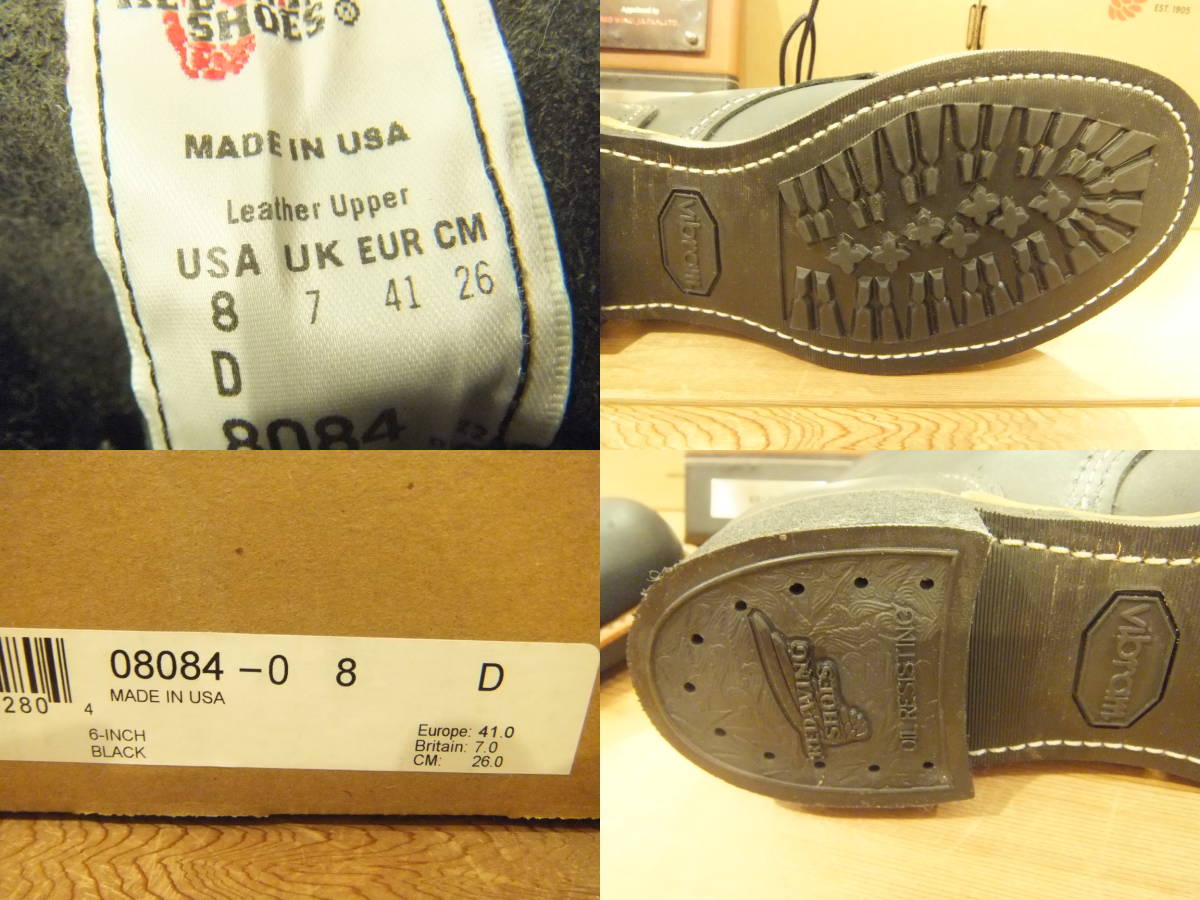 SHOES®
MADE IN USA
Leather Upper
USA UK EUR CM
8 7 41 26
D
8084
Appointed by
EST. 1905
Vibram
08084-0 8 D
MADE IN USA
280 4
6-INCH
BLACK
Europe: 41.0
Britain: 7.0
CM: 26.0
RED WING
SHOES
OIL RESISTING
Vibram